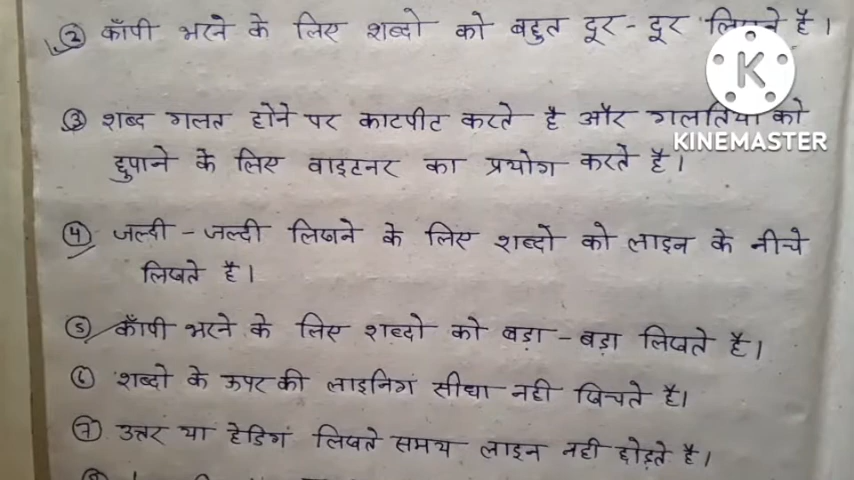 ② कॉंपी भरने के लिए शब्दो को बहुत दूर - दूर लिखते है।
③ शब्द गलत होने पर काटपीट करते है और गलतियो को
छुपाने के लिए वाइटनर का प्रयोग करते है।
④ जल्दी - जल्दी लिखने के लिए शब्दो को लाइन के नीचे
लिखते है।
⑤ कॉंपी भरने के लिए शब्दो को बड़ा - बड़ा लिखते है।
⑥ शब्दो के ऊपर की लाइनिगं सीधा नही खिचते है।
⑦ उत्तर या हेडिगं लिखते समय लाइन नही छोड़ते है।
K
KINEMASTER